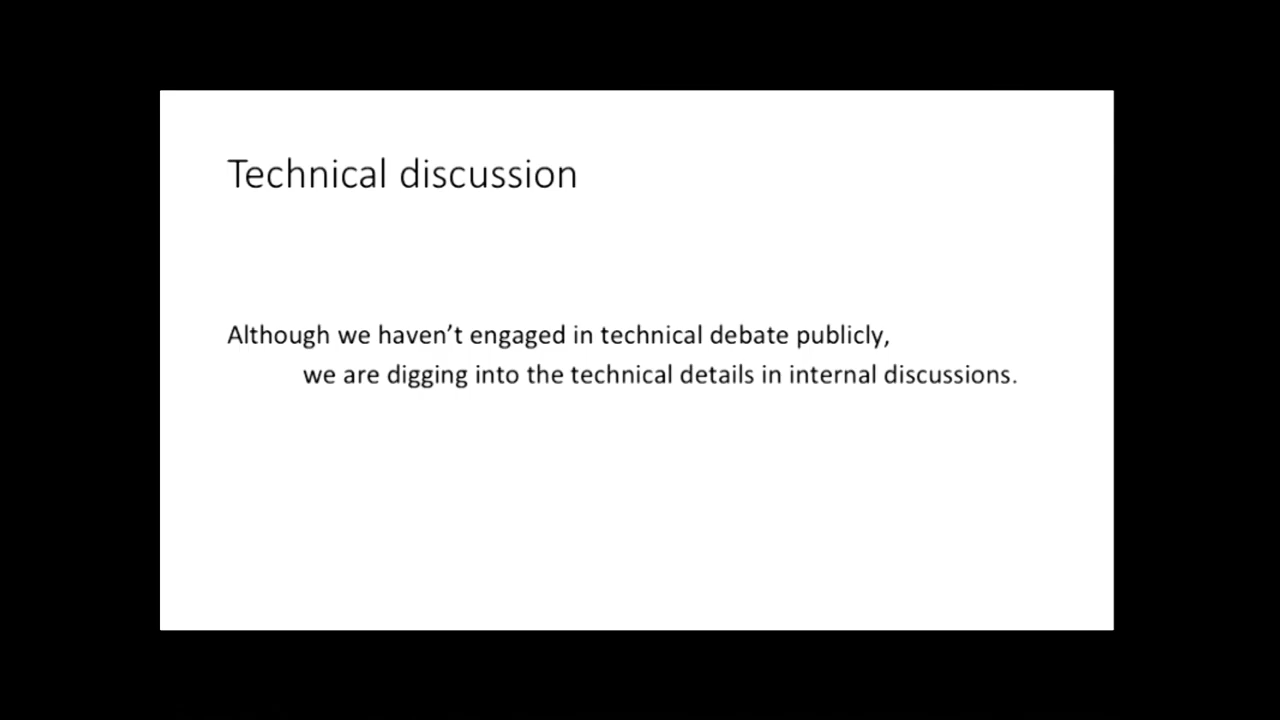 Technical discussion
Although we haven’t engaged in technical debate publicly,
we are digging into the technical details in internal discussions.